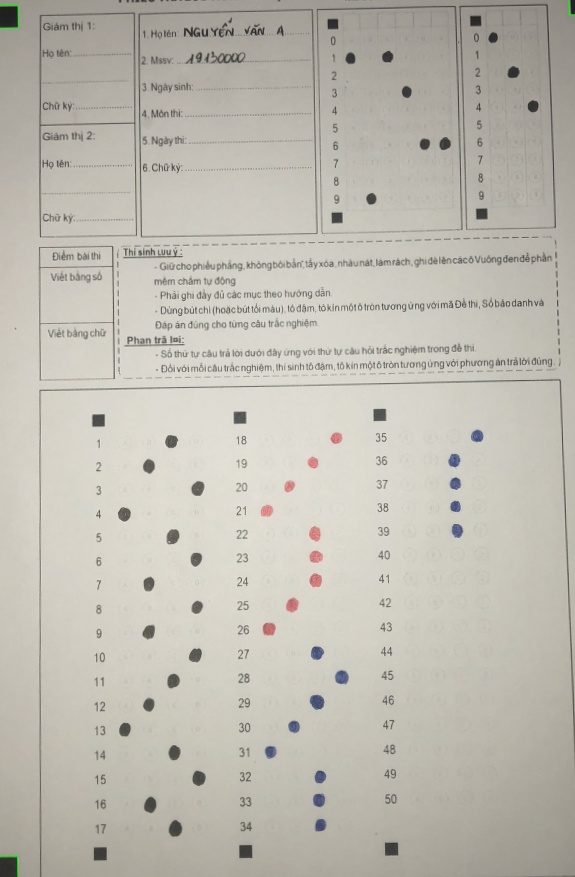 Giám thị 1:
Họ tên:
Chữ ký:
Giám thị 2:
Họ tên:
Chữ ký:
1. Họ tên: NGUYỄN VĂN A
2. Mssv: 19130000
3. Ngày sinh:
4. Môn thi:
5. Ngày thi:
6. Chữ ký:
0
1
2
3
4
5
6
7
8
9
0
1
2
3
4
5
6
7
8
9
Điểm bài thi
Viết bằng số
Viết bằng chữ
Thí sinh lưu ý :
- Giữ cho phiếu phẳng, không bôi bẩn, tẩy xóa, nhàu nát, làm rách, ghi đè lên các ô Vuông đen để phần
mềm chấm tự động
- Phải ghi đầy đủ các mục theo hướng dẫn.
- Dùng bút chì (hoặc bút tối màu), tô đậm, tô kín một ô tròn tương ứng với mã Đề thi, Số báo danh và
Đáp án đúng cho từng câu trắc nghiệm.
Phần trả lời:
- Số thứ tự câu trả lời dưới đây ứng với thứ tự câu hỏi trắc nghiệm trong đề thi.
- Đối với mỗi câu trắc nghiệm, thí sinh tô đậm, tô kín một ô tròn tương ứng với phương án trả lời đúng.
1
2
3
4
5
6
7
8
9
10
11
12
13
14
15
16
17
18
19
20
21
22
23
24
25
26
27
28
29
30
31
32
33
34
35
36
37
38
39
40
41
42
43
44
45
46
47
48
49
50